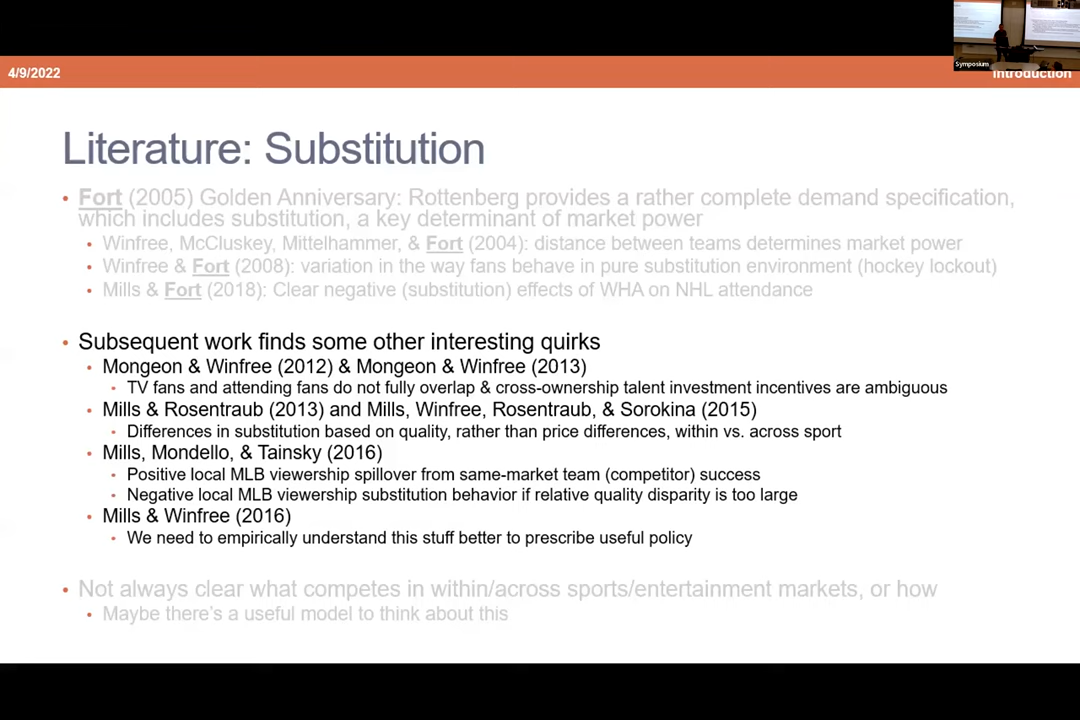 4/9/2022
Introduction
Symposium
Literature: Substitution
• Fort (2005) Golden Anniversary: Rottenberg provides a rather complete demand specification,
which includes substitution, a key determinant of market power
• Winfree, McCluskey, Mittelhammer, & Fort (2004): distance between teams determines market power
• Winfree & Fort (2008): variation in the way fans behave in pure substitution environment (hockey lockout)
• Mills & Fort (2018): Clear negative (substitution) effects of WHA on NHL attendance
• Subsequent work finds some other interesting quirks
• Mongeon & Winfree (2012) & Mongeon & Winfree (2013)
• TV fans and attending fans do not fully overlap & cross-ownership talent investment incentives are ambiguous
• Mills & Rosentraub (2013) and Mills, Winfree, Rosentraub, & Sorokina (2015)
• Differences in substitution based on quality, rather than price differences, within vs. across sport
• Mills, Mondello, & Tainsky (2016)
• Positive local MLB viewership spillover from same-market team (competitor) success
• Negative local MLB viewership substitution behavior if relative quality disparity is too large
• Mills & Winfree (2016)
• We need to empirically understand this stuff better to prescribe useful policy
• Not always clear what competes in within/across sports/entertainment markets, or how
• Maybe there's a useful model to think about this